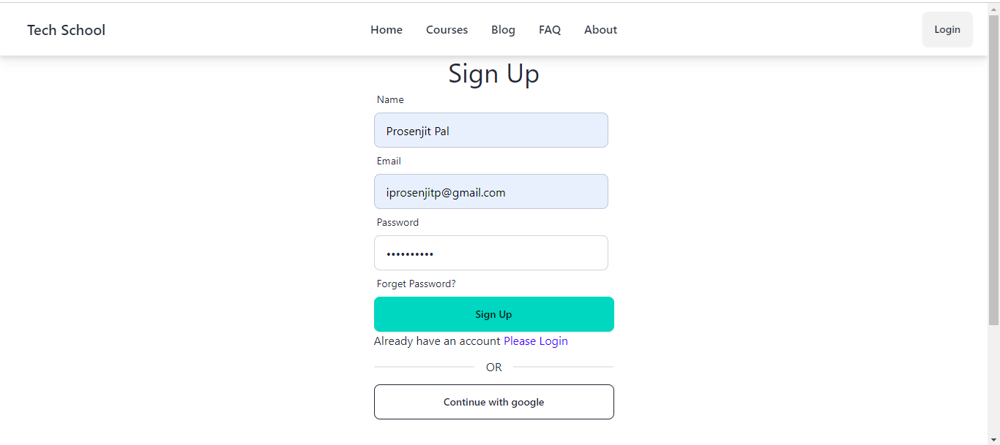 Tech School Home Courses Blog FAQ About Login
Sign Up
Name
Prosenjit Pal
Email
iprosenjitp@gmail.com
Password
••••••••••
Forget Password?
Sign Up
Already have an account Please Login
OR
Continue with google